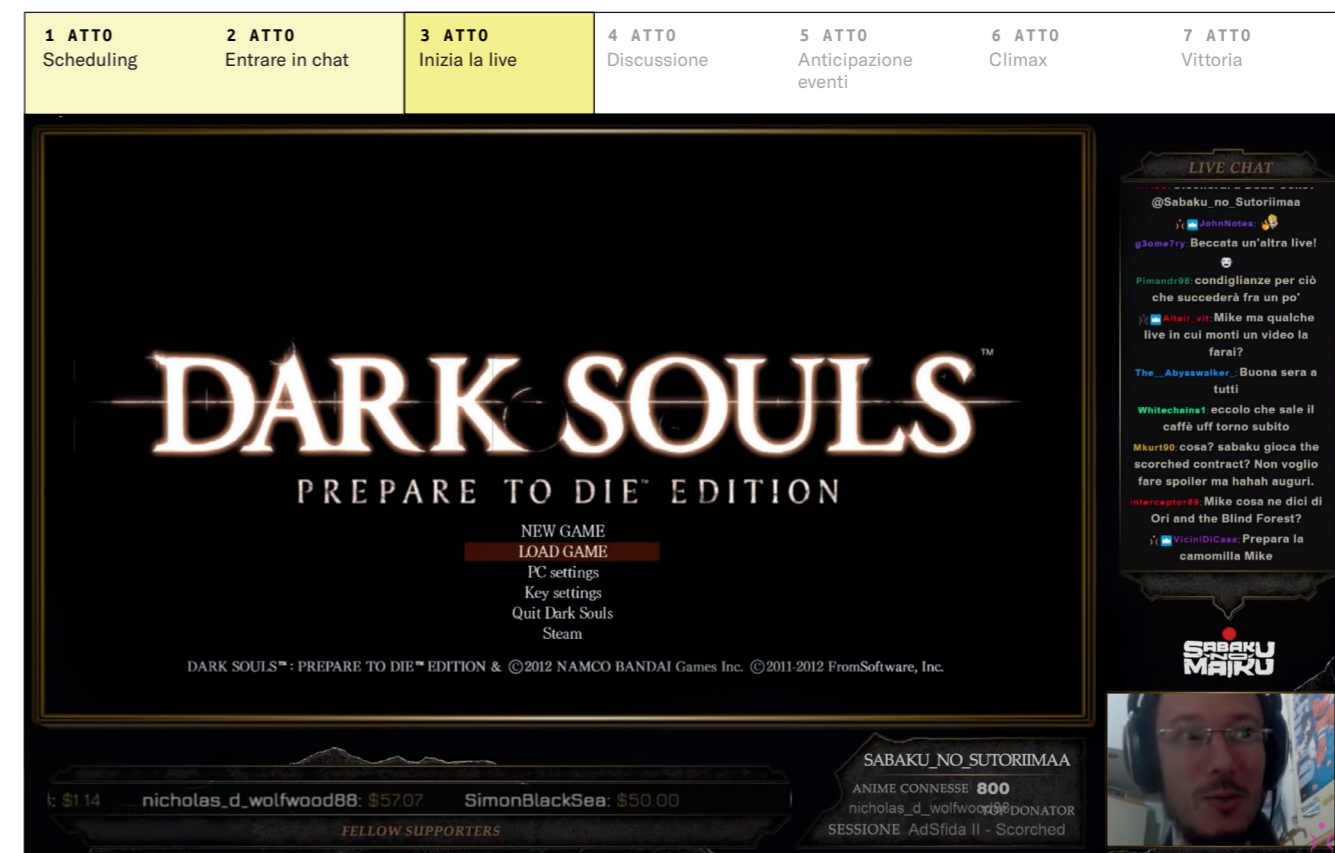 1 ATTO
Scheduling
2 ATTO
Entrare in chat
3 ATTO
Inizia la live
4 ATTO
Discussione
5 ATTO
Anticipazione
eventi
6 ATTO
Climax
7 ATTO
Vittoria
DARK SOULS™
PREPARE TO DIE™ EDITION
NEW GAME
LOAD GAME
PC settings
Key settings
Quit Dark Souls
Steam
DARK SOULS™: PREPARE TO DIE™ EDITION & ©2012 NAMCO BANDAI Games Inc. ©2011-2012 FromSoftware, Inc.
LIVE CHAT
@Sabaku_no_Sutoriimaa
JohnNotes:
g3ome7ry: Beccata un'altra live!
Pimandr98: condiglianze per ciò
che succederà fra un po'
Altair_vit: Mike ma qualche
live in cui monti un video la
farai?
The__Abysswalker_: Buona sera a
tutti
Whitechains1: eccolo che sale il
caffè uff torno subito
Mkurt90: cosa? sabaku gioca the
scorched contract? Non voglio
fare spoiler ma hahah auguri.
interceptor89: Mike cosa ne dici di
Ori and the Blind Forest?
ViciniDiCasa: Prepara la
camomilla Mike
SABAKU
NO
MAIKU
: $1.14 nicholas_d_wolfwood88: $57.07 SimonBlackSea: $50.00
FELLOW SUPPORTERS
SABAKU_NO_SUTORIIMAA
ANIME CONNESSE 800
nicholas_d_wolfwood88 TOP DONATOR
SESSIONE AdSfida II - Scorched